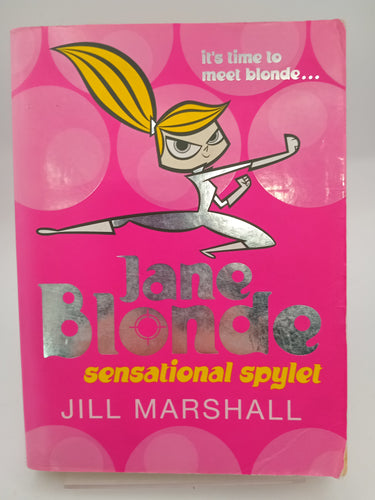 it's time to
meet blonde...
Jane
Blonde
sensational spylet
JILL MARSHALL